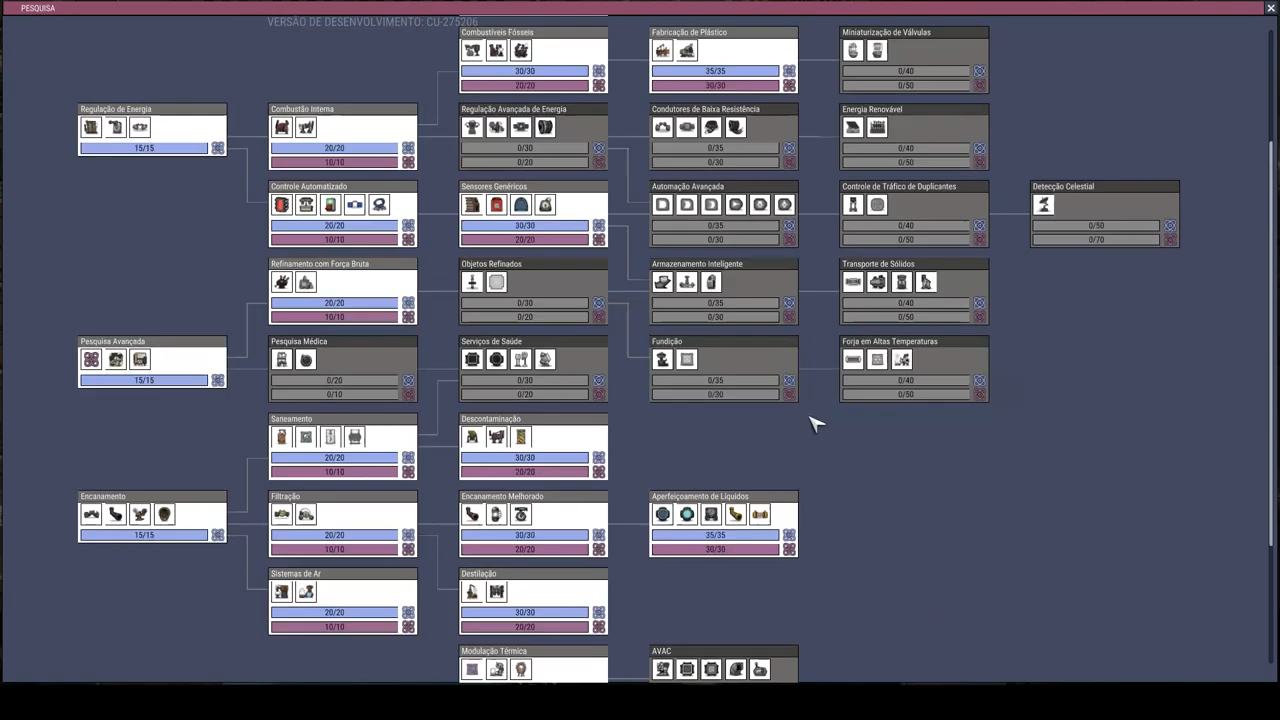 PESQUISA
VERSÃO DE DESENVOLVIMENTO: CU-275206
Combustíveis Fósseis
30/30
20/20
Fabricação de Plástico
35/35
30/30
Miniaturização de Válvulas
0/40
0/50
Regulação de Energia
15/15
Combustão Interna
20/20
10/10
Regulação Avançada de Energia
0/30
0/20
Condutores de Baixa Resistência
0/35
0/30
Energia Renovável
0/40
0/50
Controle Automatizado
20/20
10/10
Sensores Genéricos
30/30
20/20
Automação Avançada
0/35
0/30
Controle de Tráfico de Duplicantes
0/40
0/50
Detecção Celestial
0/50
0/70
Refinamento com Força Bruta
20/20
10/10
Objetos Refinados
0/30
0/20
Armazenamento Inteligente
0/35
0/30
Transporte de Sólidos
0/40
0/50
Pesquisa Avançada
15/15
Pesquisa Médica
0/20
0/10
Serviços de Saúde
0/30
0/20
Fundição
0/35
0/30
Forja em Altas Temperaturas
0/40
0/50
Saneamento
20/20
10/10
Descontaminação
30/30
20/20
Encanamento
15/15
Filtração
20/20
10/10
Encanamento Melhorado
30/30
20/20
Aperfeiçoamento de Líquidos
35/35
30/30
Sistemas de Ar
20/20
10/10
Destilação
30/30
20/20
Modulação Térmica
AVAC